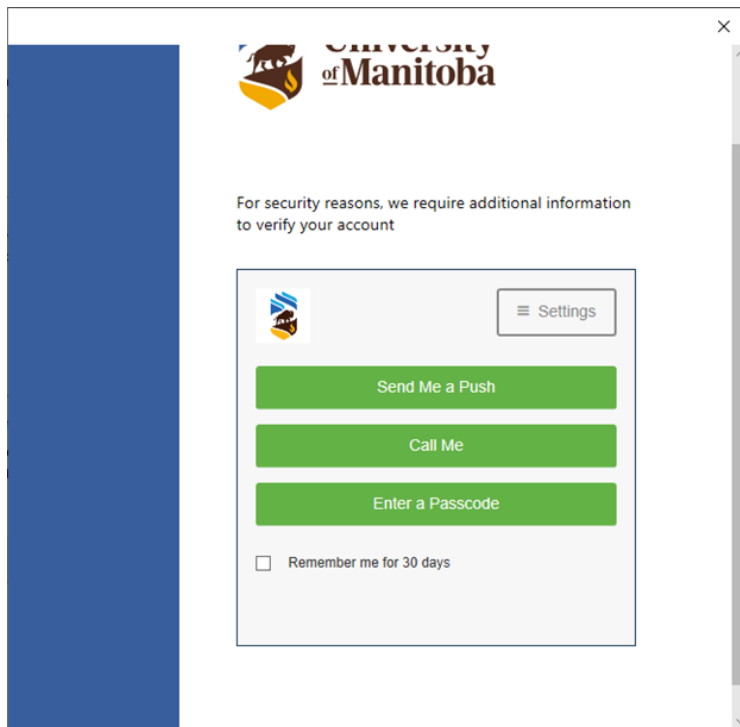 University
of Manitoba
For security reasons, we require additional information
to verify your account
Settings
Send Me a Push
Call Me
Enter a Passcode
Remember me for 30 days